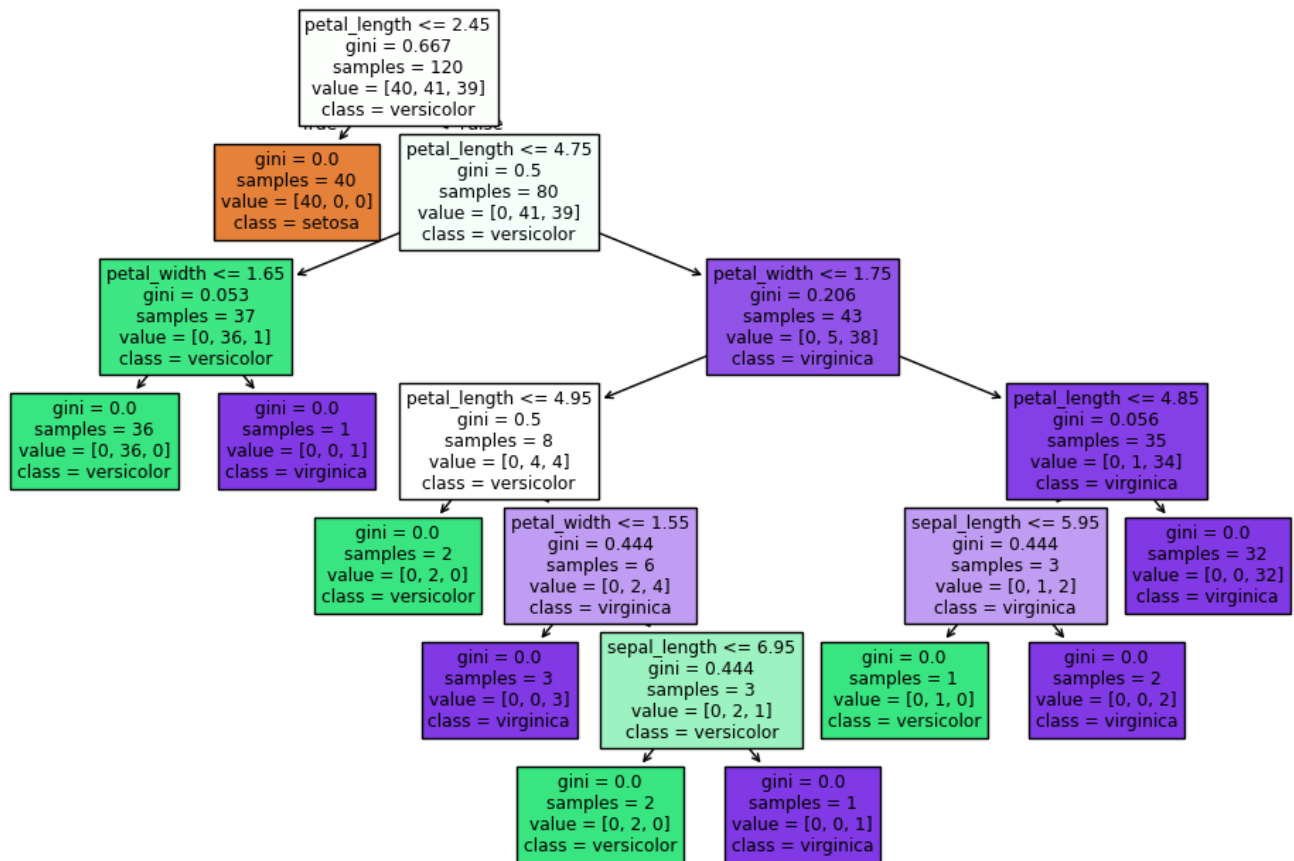 petal_length <= 2.45
gini = 0.667
samples = 120
value = [40, 41, 39]
class = versicolor
gini = 0.0
samples = 40
value = [40, 0, 0]
class = setosa
petal_length <= 4.75
gini = 0.5
samples = 80
value = [0, 41, 39]
class = versicolor
petal_width <= 1.65
gini = 0.053
samples = 37
value = [0, 36, 1]
class = versicolor
petal_width <= 1.75
gini = 0.206
samples = 43
value = [0, 5, 38]
class = virginica
gini = 0.0
samples = 36
value = [0, 36, 0]
class = versicolor
gini = 0.0
samples = 1
value = [0, 0, 1]
class = virginica
petal_length <= 4.95
gini = 0.5
samples = 8
value = [0, 4, 4]
class = versicolor
petal_length <= 4.85
gini = 0.056
samples = 35
value = [0, 1, 34]
class = virginica
gini = 0.0
samples = 2
value = [0, 2, 0]
class = versicolor
petal_width <= 1.55
gini = 0.444
samples = 6
value = [0, 2, 4]
class = virginica
sepal_length <= 5.95
gini = 0.444
samples = 3
value = [0, 1, 2]
class = virginica
gini = 0.0
samples = 32
value = [0, 0, 32]
class = virginica
gini = 0.0
samples = 3
value = [0, 0, 3]
class = virginica
sepal_length <= 6.95
gini = 0.444
samples = 3
value = [0, 2, 1]
class = versicolor
gini = 0.0
samples = 1
value = [0, 1, 0]
class = versicolor
gini = 0.0
samples = 2
value = [0, 0, 2]
class = virginica
gini = 0.0
samples = 2
value = [0, 2, 0]
class = versicolor
gini = 0.0
samples = 1
value = [0, 0, 1]
class = virginica